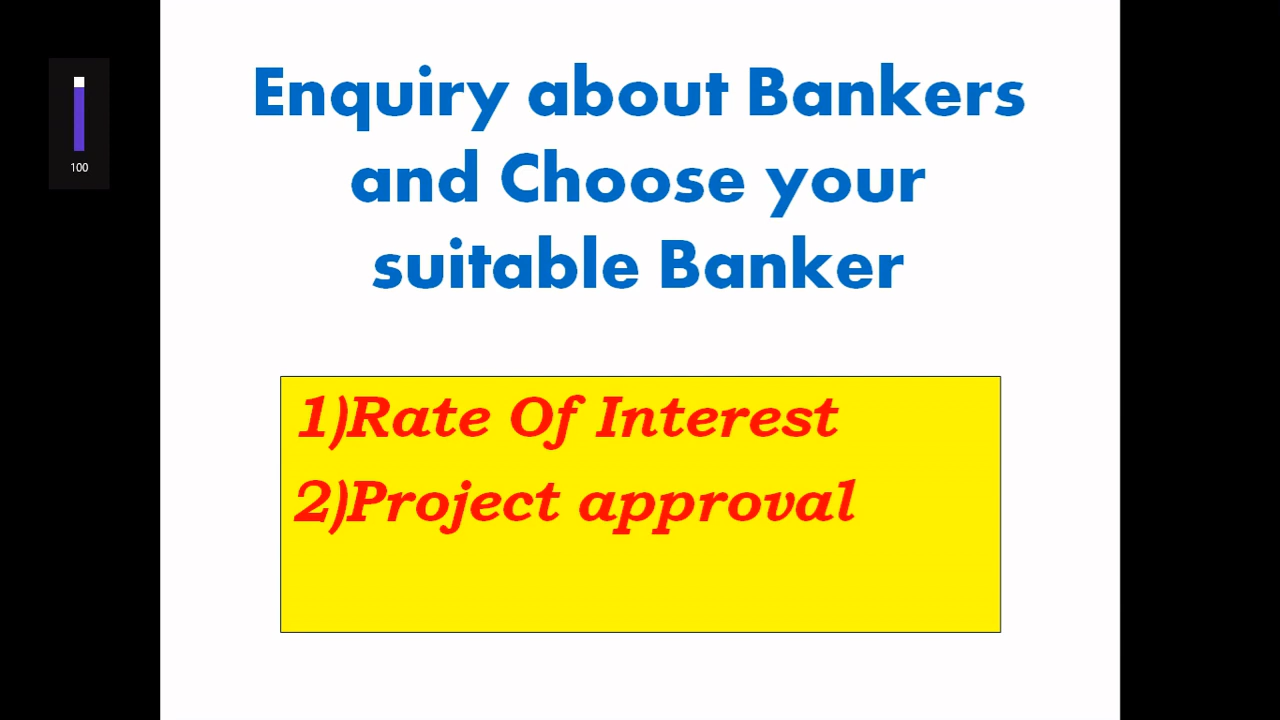 100
Enquiry about Bankers
and Choose your
suitable Banker
1)Rate Of Interest
2)Project approval